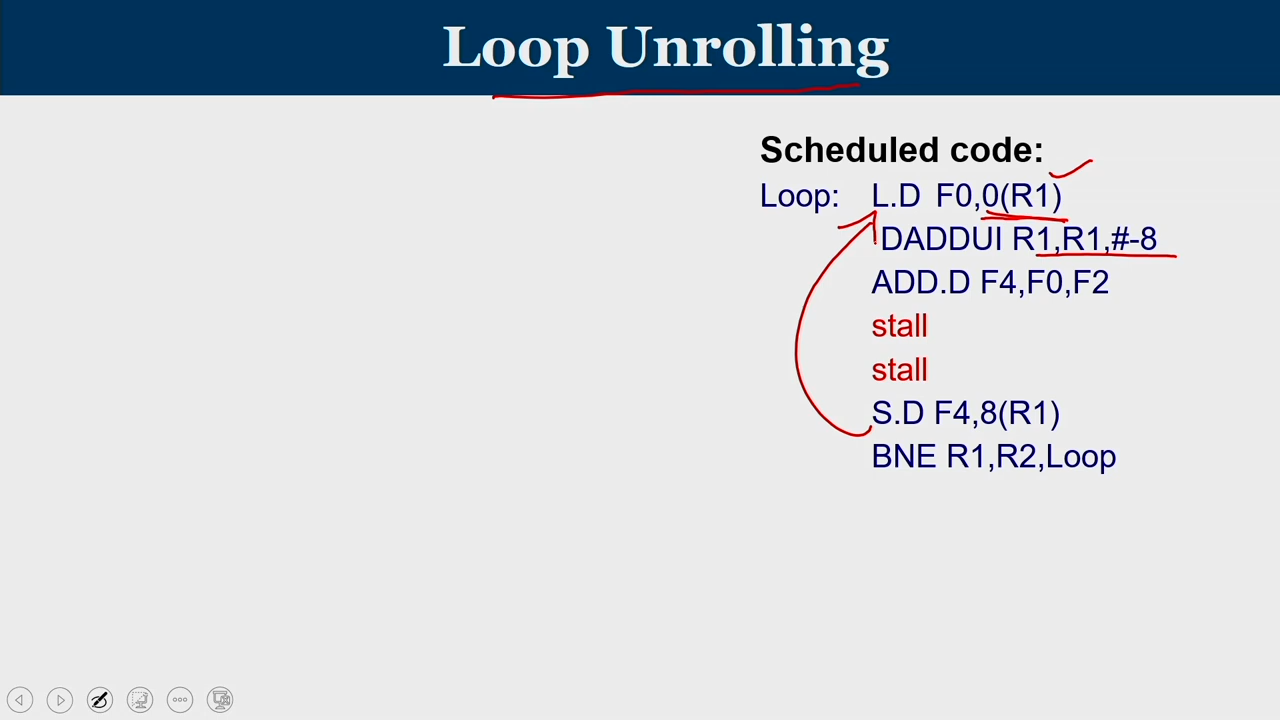 Loop Unrolling
Scheduled code:
Loop: L.D F0,0(R1)
DADDUI R1,R1,#-8
ADD.D F4,F0,F2
stall
stall
S.D F4,8(R1)
BNE R1,R2,Loop